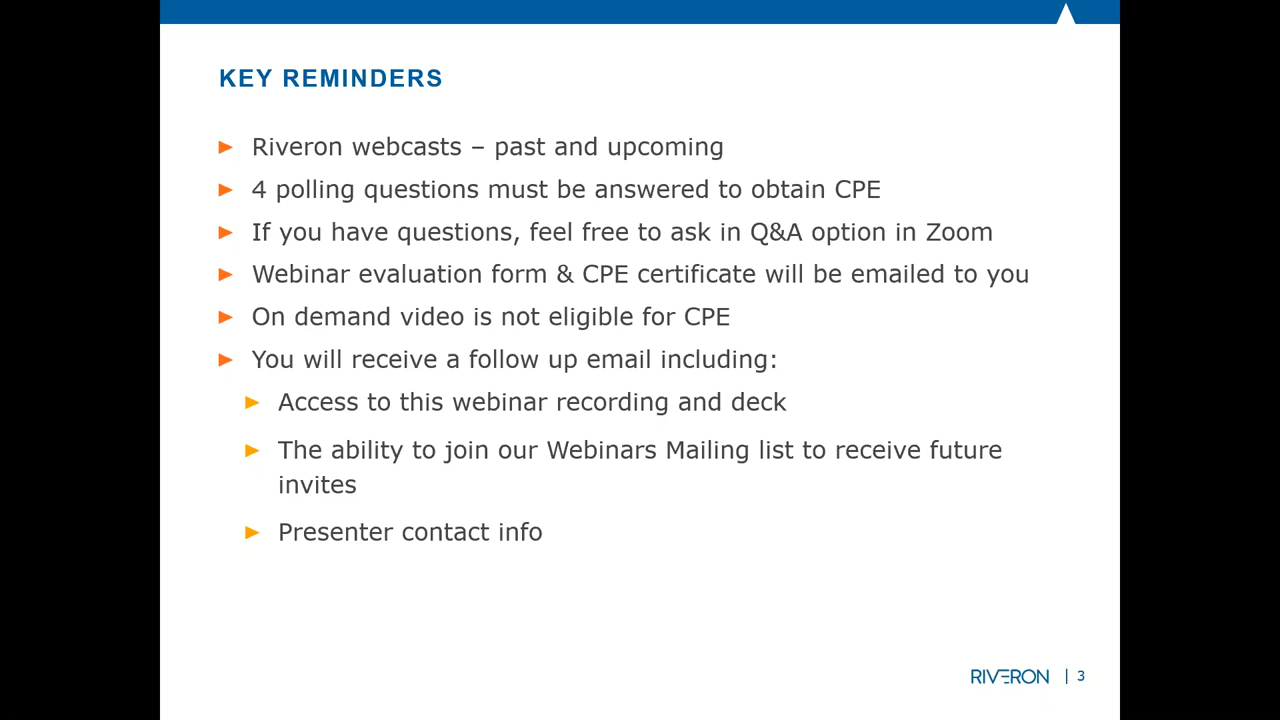 KEY REMINDERS
Riveron webcasts – past and upcoming
4 polling questions must be answered to obtain CPE
If you have questions, feel free to ask in Q&A option in Zoom
Webinar evaluation form & CPE certificate will be emailed to you
On demand video is not eligible for CPE
You will receive a follow up email including:
Access to this webinar recording and deck
The ability to join our Webinars Mailing list to receive future
invites
Presenter contact info
RIVERON | 3